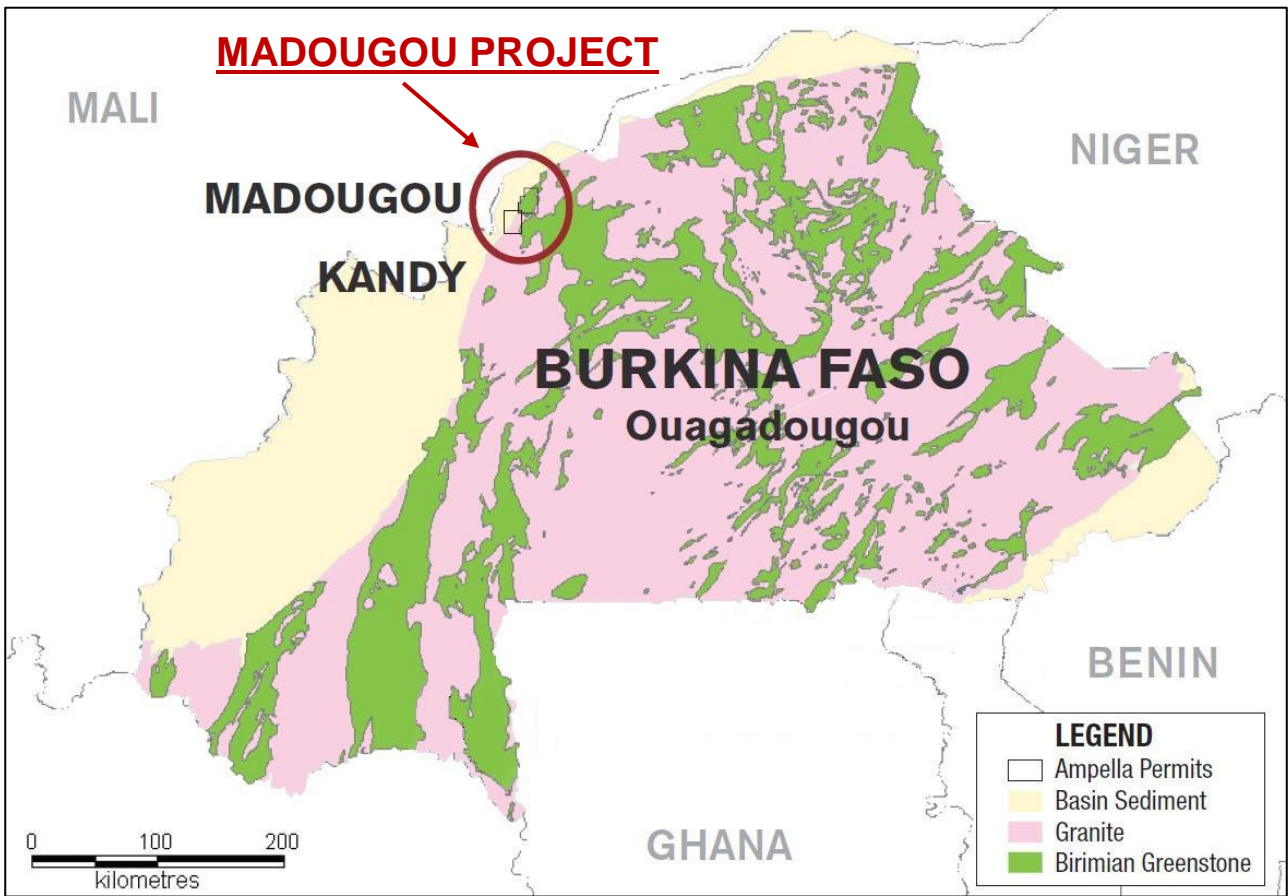 MADOUGOU PROJECT
MALI
NIGER
MADOUGOU
KANDY
BURKINA FASO
Ouagadougou
BENIN
GHANA
LEGEND
Ampella Permits
Basin Sediment
Granite
Birimian Greenstone
0 100 200
kilometres